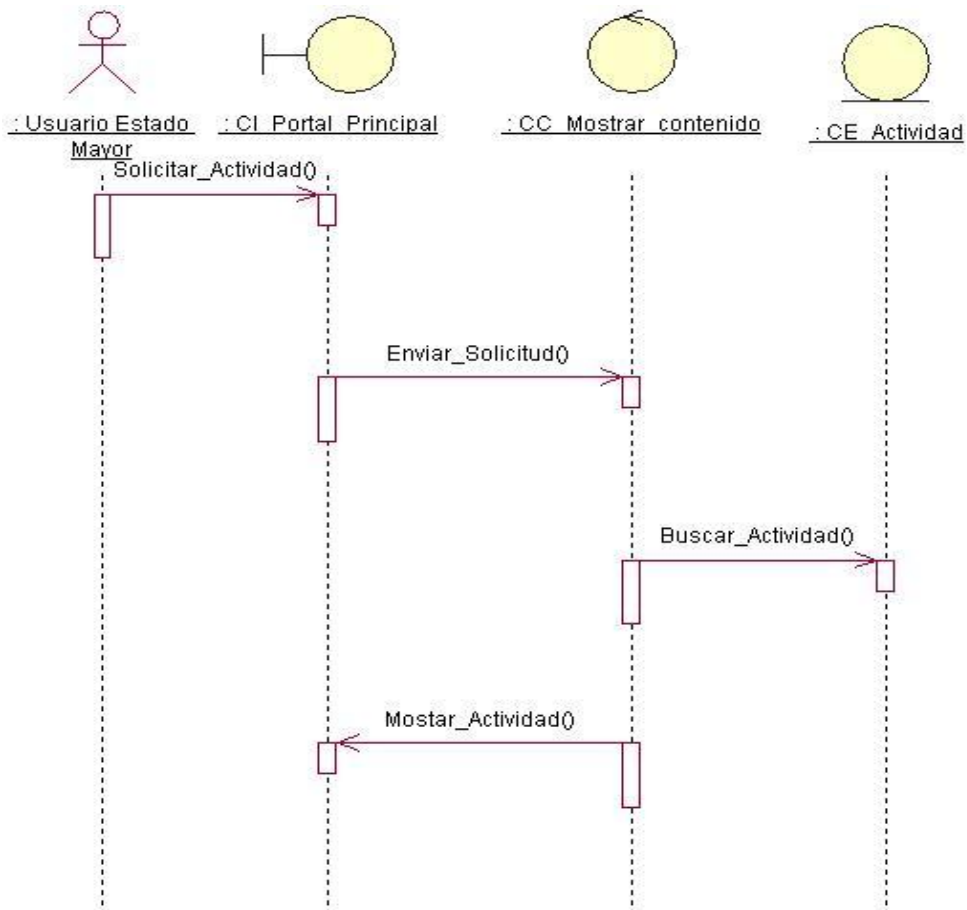 : Usuario Estado
Mayor
: CI_Portal_Principal
: CC_Mostrar_contenido
: CE_Actividad
Solicitar_Actividad()
Enviar_Solicitud()
Buscar_Actividad()
Mostar_Actividad()